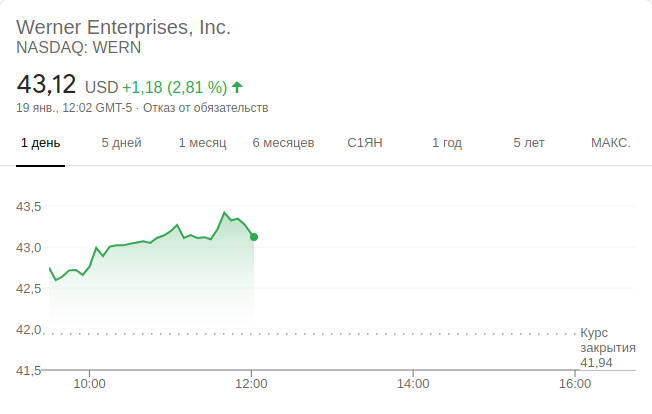 Werner Enterprises, Inc.
NASDAQ: WERN
43,12 USD +1,18 (2,81 %)
19 янв., 12:02 GMT-5 · Отказ от обязательств
1 день 5 дней 1 месяц 6 месяцев С1ЯН 1 год 5 лет МАКС.
43,5
43,0
42,5
42,0
41,5
Курс
закрытия
41,94
10:00 12:00 14:00 16:00